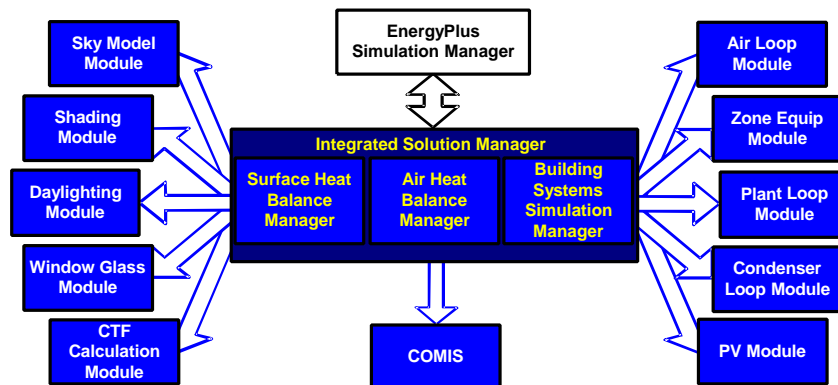 Sky Model
Module
Shading
Module
Daylighting
Module
Window Glass
Module
CTF
Calculation
Module
EnergyPlus
Simulation Manager
Integrated Solution Manager
Surface Heat
Balance
Manager
Air Heat
Balance
Manager
Building
Systems
Simulation
Manager
COMIS
Air Loop
Module
Zone Equip
Module
Plant Loop
Module
Condenser
Loop Module
PV Module